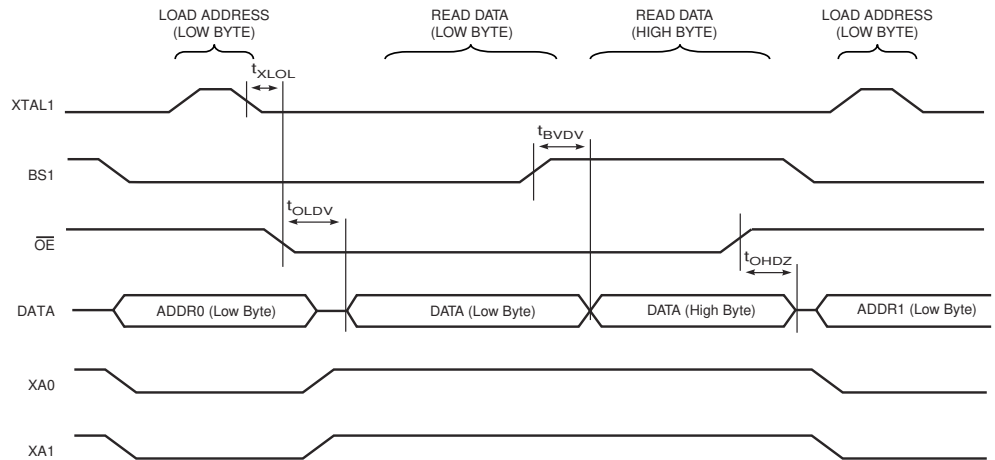 LOAD ADDRESS
(LOW BYTE)
READ DATA
(LOW BYTE)
READ DATA
(HIGH BYTE)
LOAD ADDRESS
(LOW BYTE)
tXLOL
XTAL1
tBVDV
BS1
tOLDV
OE
tOHDZ
DATA
ADDR0 (Low Byte)
DATA (Low Byte)
DATA (High Byte)
ADDR1 (Low Byte)
XA0
XA1